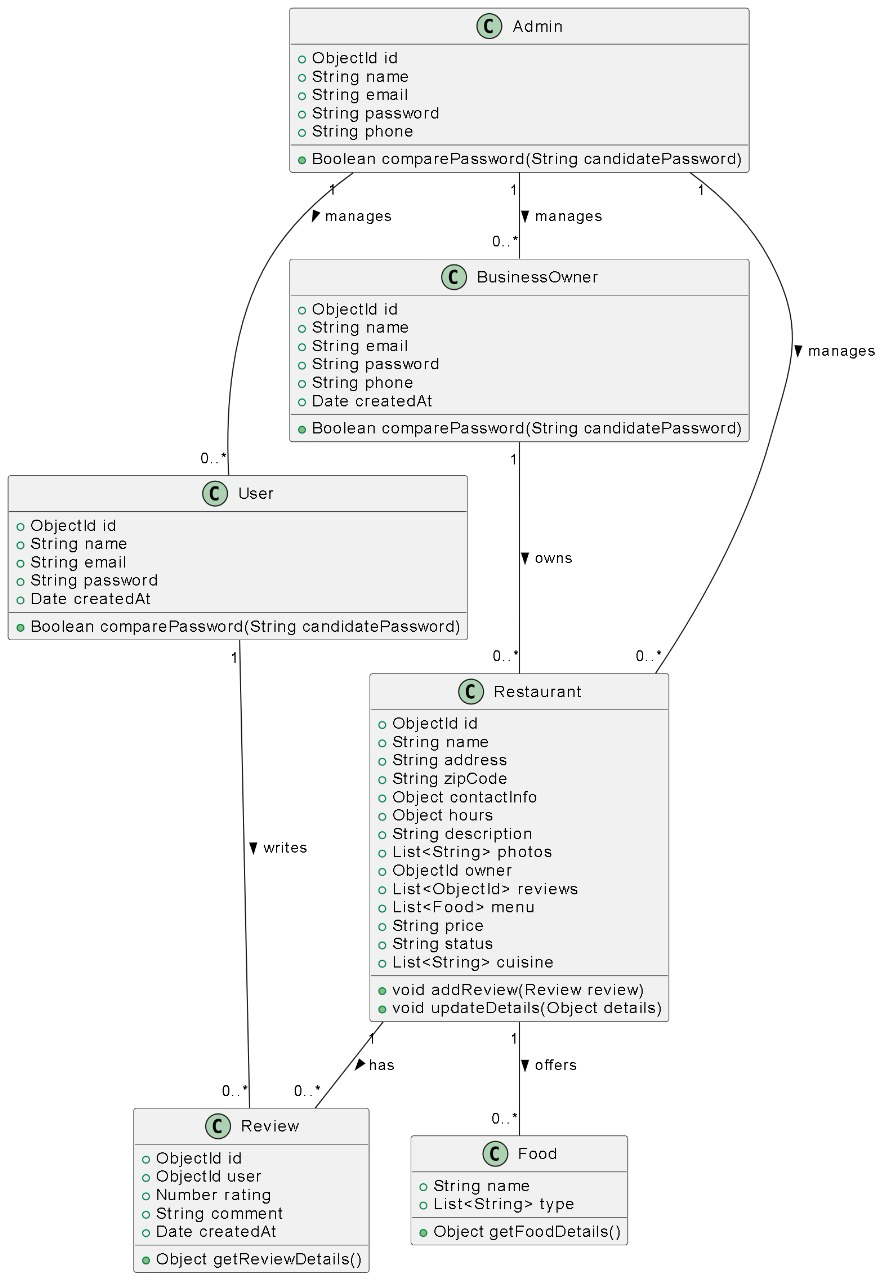 C Admin
ObjectId id
String name
String email
String password
String phone
Boolean comparePassword(String candidatePassword)
1
1
1
manages
manages
0..*
C BusinessOwner
ObjectId id
String name
String email
String password
String phone
Date createdAt
Boolean comparePassword(String candidatePassword)
manages
0..*
1
C User
ObjectId id
String name
String email
String password
Date createdAt
Boolean comparePassword(String candidatePassword)
owns
1
0..*
0..*
C Restaurant
ObjectId id
String name
String address
String zipCode
Object contactInfo
Object hours
String description
List<String> photos
ObjectId owner
List<ObjectId> reviews
List<Food> menu
String price
String status
List<String> cuisine
void addReview(Review review)
void updateDetails(Object details)
writes
1
1
has
offers
0..*
0..*
0..*
C Review
ObjectId id
ObjectId user
Number rating
String comment
Date createdAt
Object getReviewDetails()
C Food
String name
List<String> type
Object getFoodDetails()